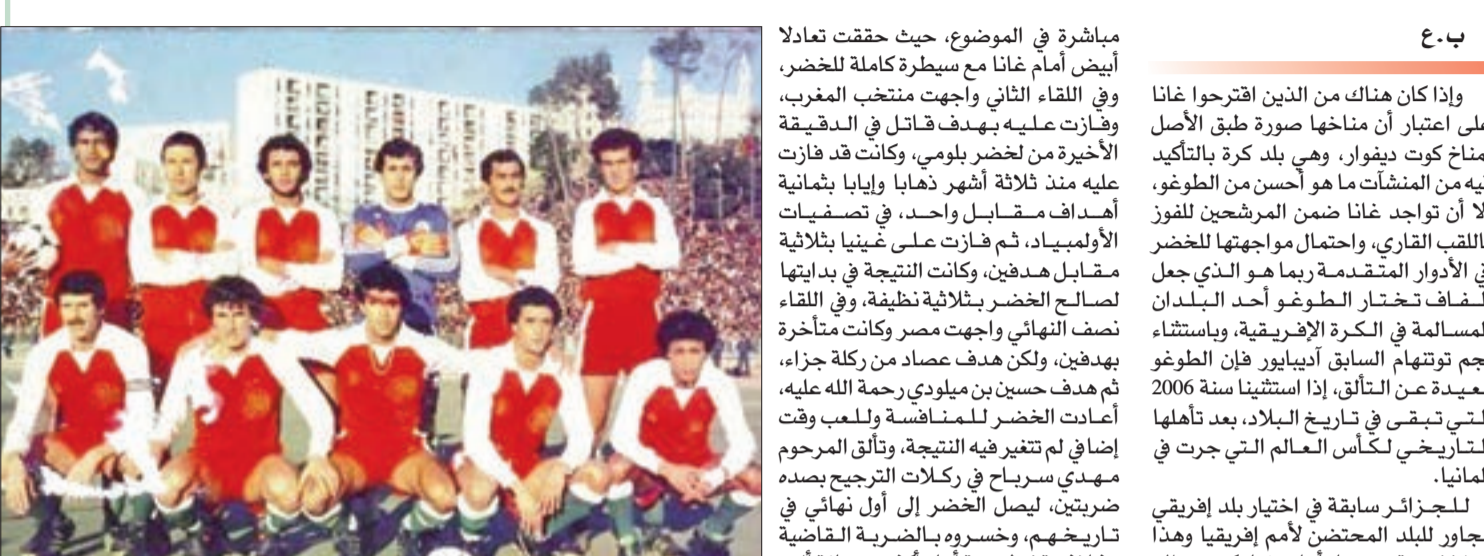 ب.ع
وإذا كان هناك من الذين اقترحوا غانا
على اعتبار أن مناخها صورة طبق الأصل
لمناخ كوت ديفوار، وهي بلد كرة بالتأكيد
فيه من المنشآت ما هو أحسن من الطوغو،
إلا أن تواجد غانا ضمن المرشحين للفوز
باللقب القاري، واحتمال مواجهتها للخضر
في الأدوار المتقدمة ربما هو الذي جعل
الفاف تختار الطوغو أحد البلدان
المسالمة في الكرة الإفريقية، وباستثناء
نجم توتنهام السابق آديبايور فإن الطوغو
بعيدة عن التألق، إذا استثنينا سنة 2006
التي تبقى في تاريخ البلاد، بعد تأهلها
التاريخي لكأس العالم التي جرت في
ألمانيا.
للجزائر سابقة في اختيار بلد إفريقي
مجاور للبلد المحتضن لأمم إفريقيا وهذا
مباشرة في الموضوع، حيث حققت تعادلا
أبيض أمام غانا مع سيطرة كاملة للخضر،
وفي اللقاء الثاني واجهت منتخب المغرب،
وفازت عليه بهدف قاتل في الدقيقة
الأخيرة من لخضر بلومي، وكانت قد فازت
عليه منذ ثلاثة أشهر ذهابا وإيابا بثمانية
أهداف مقابل واحد، في تصفيات
الأولمبياد، ثم فازت على غينيا بثلاثية
مقابل هدفين، وكانت النتيجة في بدايتها
لصالح الخضر بثلاثية نظيفة، وفي اللقاء
نصف النهائي واجهت مصر وكانت متأخرة
بهدفين، ولكن هدف عصاد من ركلة جزاء،
ثم هدف حسين بن ميلودي رحمة الله عليه،
أعادت الخضر للمنافسة وللعب وقت
إضافي لم تتغير فيه النتيجة، وتألق المرحوم
مهدي سرباح في ركلات الترجيح بصده
ضربتين، ليصل الخضر إلى أول نهائي في
تاريخهم، وخسروه بالضربة القاضية